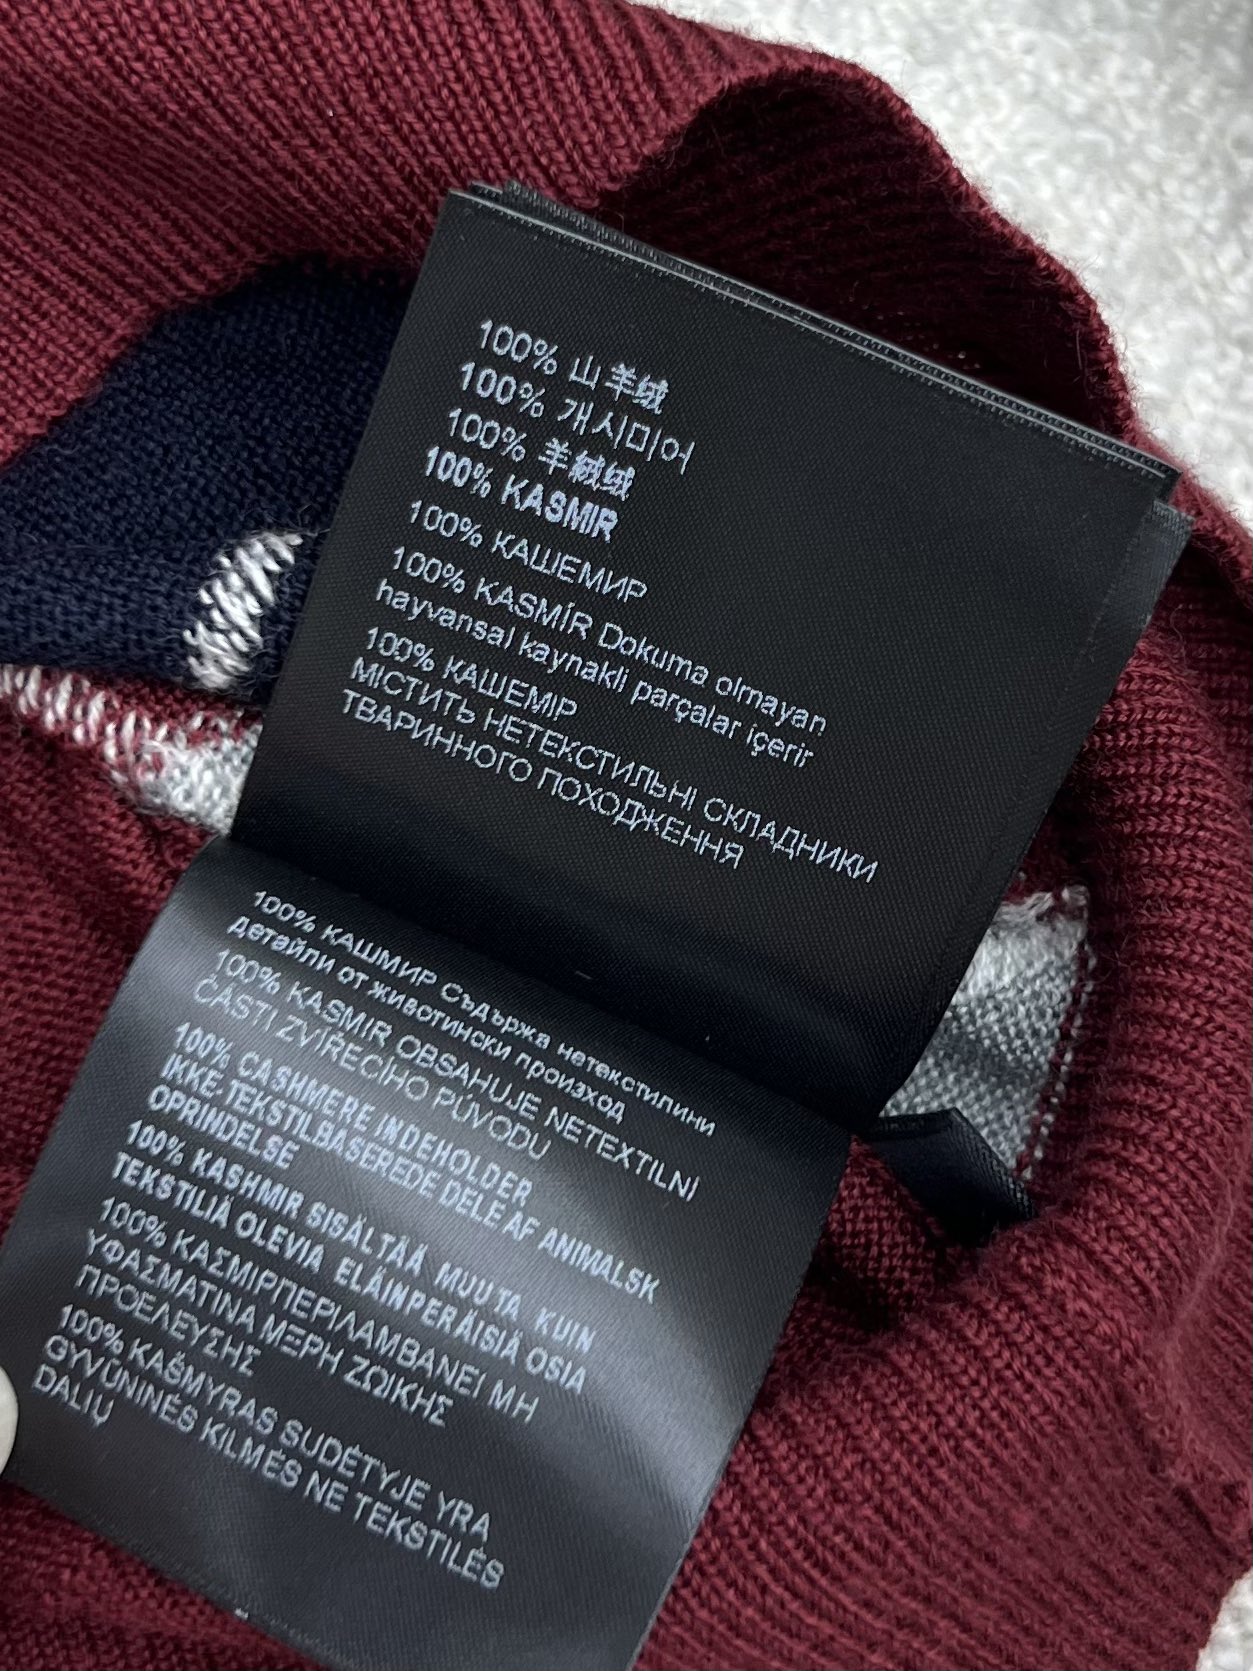 100% 山羊绒
100% 개시미어
100% 羊絨绒
100% KASMIR
100% КАШЕМИР
100% KASMÍR Dokuma olmayan
hayvansal kaynakli parçalar içerir
100% КАШЕМІР
МІСТИТЬ НЕТЕКСТИЛЬНІ СКЛАДНИКИ
ТВАРИННОГО ПОХОДЖЕННЯ
100% КАШМИР Съдържа нетекстилини
детайли от животински произход
100% KASMIR OBSAHUJE NETEXTILNÍ
ČÁSTI ZVÍŘECÍHO PŮVODU
100% CASHMERE INDEHOLDER
IKKE-TEKSTILBASEREDE DELE AF ANIMALSK
OPRINDELSE
100% KASHMIR SISÄLTÄÄ MUUTA KUIN
TEKSTILIÄ OLEVIA ELÄINPERÄISIÄ OSIA
100% ΚΑΣΜΙΡΠΕΡΙΛΑΜΒΑΝΕΙ ΜΗ
ΥΦΑΣΜΑΤΙΝΑ ΜΕΡΗ ΖΩΙΚΗΣ
ΠΡΟΕΛΕΥΣΗΣ
100% KAŠMYRAS SUDĖTYJE YRA
GYVŪNINĖS KILMĖS NE TEKSTILĖS
DALIŲ